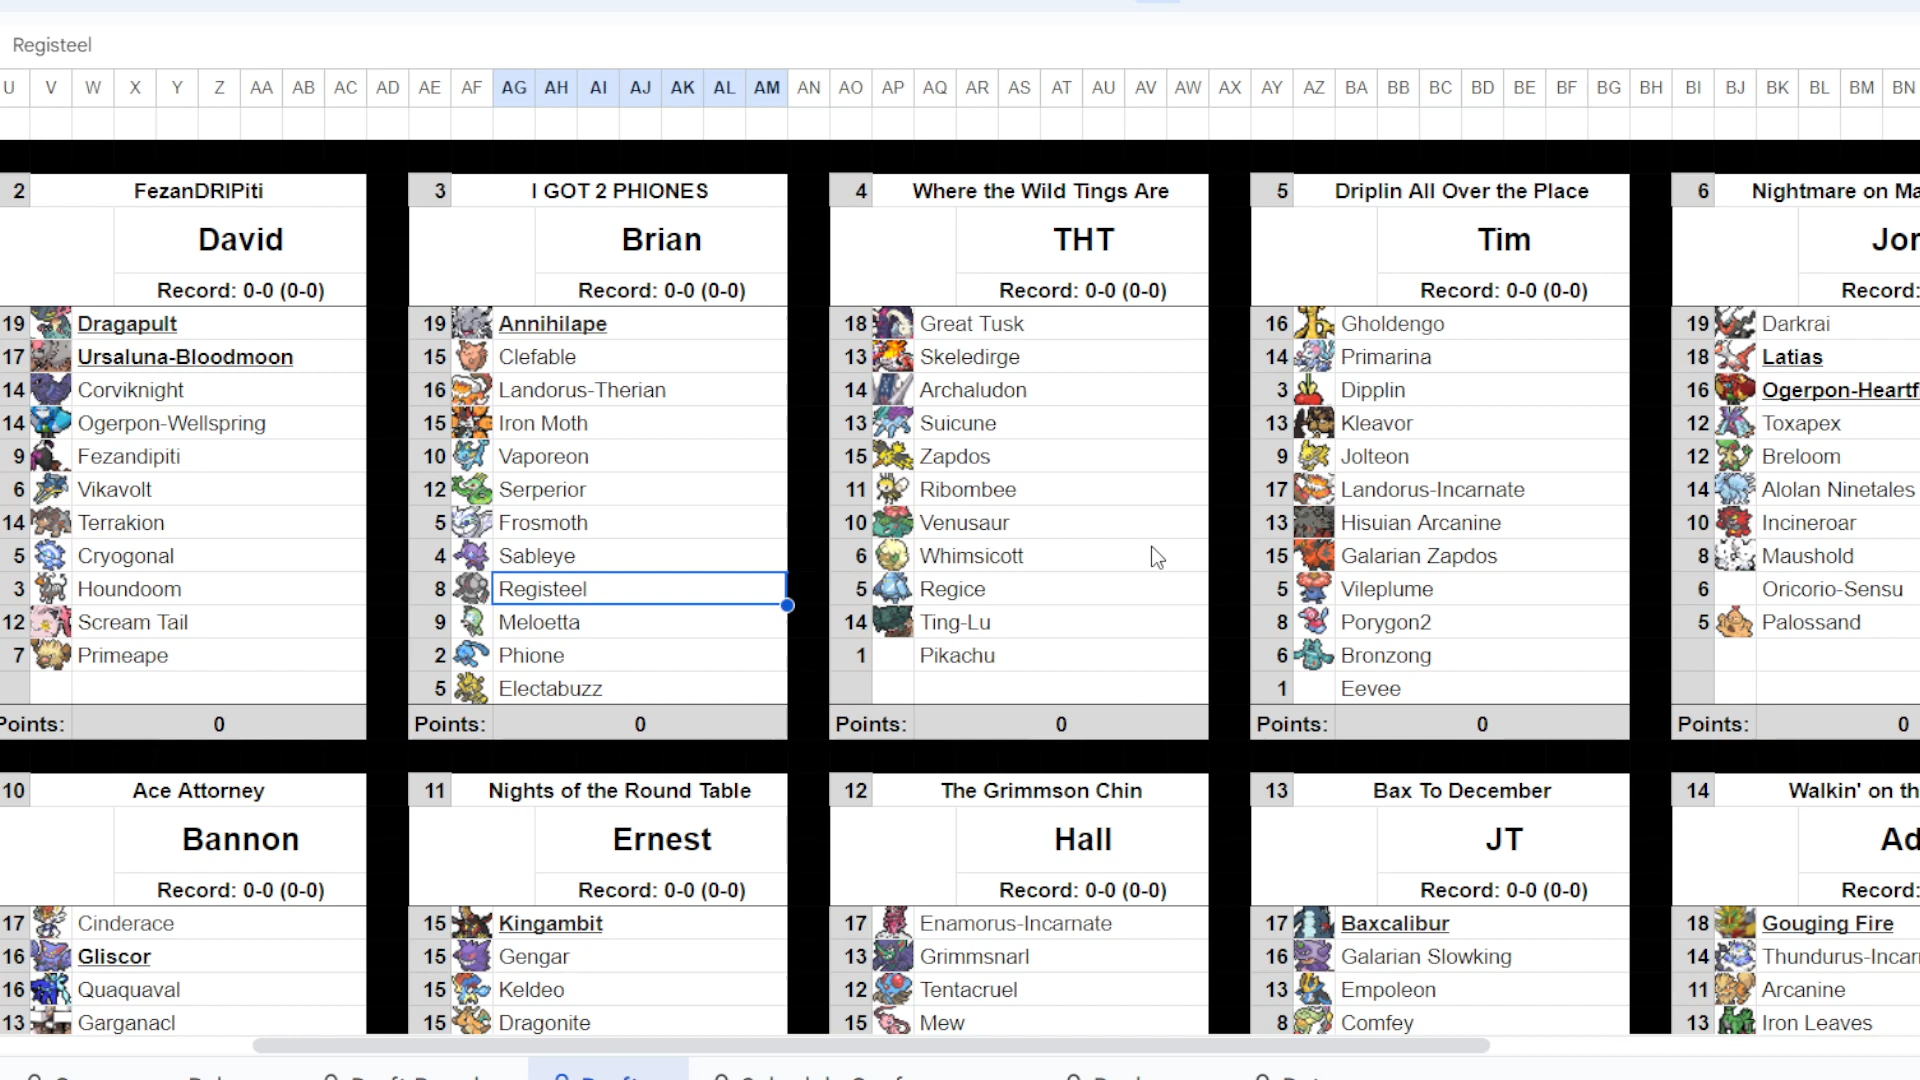 Registeel
U V W X Y Z AA AB AC AD AE AF AG AH AI AJ AK AL AM AN AO AP AQ AR AS AT AU AV AW AX AY AZ BA BB BC BD BE BF BG BH BI BJ BK BL BM BN
2 FezanDRIPiti
David
Record: 0-0 (0-0)
19 Dragapult
17 Ursaluna-Bloodmoon
14 Corviknight
14 Ogerpon-Wellspring
9 Fezandipiti
6 Vikavolt
14 Terrakion
5 Cryogonal
3 Houndoom
12 Scream Tail
7 Primeape
Points: 0
3 I GOT 2 PHIONES
Brian
Record: 0-0 (0-0)
19 Annihilape
15 Clefable
16 Landorus-Therian
15 Iron Moth
10 Vaporeon
12 Serperior
5 Frosmoth
4 Sableye
8 Registeel
9 Meloetta
2 Phione
5 Electabuzz
Points: 0
4 Where the Wild Tings Are
THT
Record: 0-0 (0-0)
18 Great Tusk
13 Skeledirge
14 Archaludon
13 Suicune
15 Zapdos
11 Ribombee
10 Venusaur
6 Whimsicott
5 Regice
14 Ting-Lu
1 Pikachu
Points: 0
5 Driplin All Over the Place
Tim
Record: 0-0 (0-0)
16 Gholdengo
14 Primarina
3 Dipplin
13 Kleavor
9 Jolteon
17 Landorus-Incarnate
13 Hisuian Arcanine
15 Galarian Zapdos
5 Vileplume
8 Porygon2
6 Bronzong
1 Eevee
Points: 0
6 Nightmare on Ma
Jor
Record:
19 Darkrai
18 Latias
16 Ogerpon-Heartf
12 Toxapex
12 Breloom
14 Alolan Ninetales
10 Incineroar
8 Maushold
6 Oricorio-Sensu
5 Palossand
Points: 0
10 Ace Attorney
Bannon
Record: 0-0 (0-0)
17 Cinderace
16 Gliscor
16 Quaquaval
13 Garganacl
11 Nights of the Round Table
Ernest
Record: 0-0 (0-0)
15 Kingambit
15 Gengar
15 Keldeo
15 Dragonite
12 The Grimmson Chin
Hall
Record: 0-0 (0-0)
17 Enamorus-Incarnate
13 Grimmsnarl
12 Tentacruel
15 Mew
13 Bax To December
JT
Record: 0-0 (0-0)
17 Baxcalibur
16 Galarian Slowking
13 Empoleon
8 Comfey
14 Walkin' on th
Ad
Record:
18 Gouging Fire
14 Thundurus-Incar
11 Arcanine
13 Iron Leaves